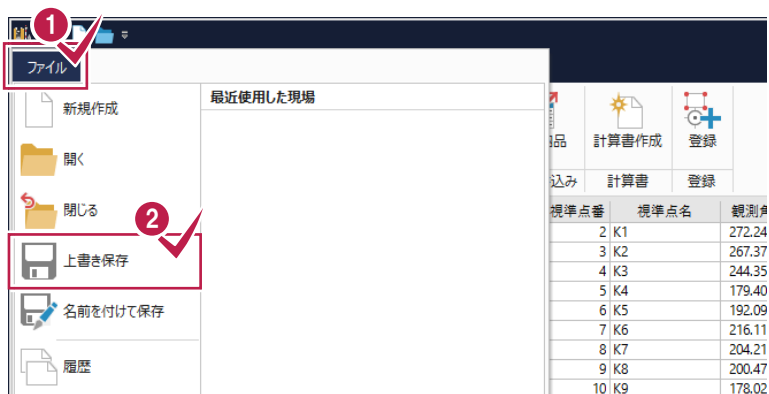 1
ファイル
新規作成
開く
閉じる
2
上書き保存
名前を付けて保存
履歴
最近使用した現場
品 計算書作成 登録
込み 計算書 登録
視準点番 視準点名 観測角
2 K1 272.24
3 K2 267.37
4 K3 244.35
5 K4 179.40
6 K5 192.09
7 K6 216.11
8 K7 204.21
9 K8 200.47
10 K9 178.02